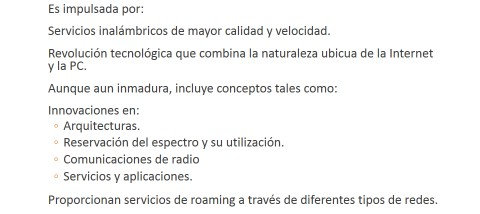 Es impulsada por:
Servicios inalámbricos de mayor calidad y velocidad.
Revolución tecnológica que combina la naturaleza ubicua de la Internet
y la PC.
Aunque aun inmadura, incluye conceptos tales como:
Innovaciones en:
◦ Arquitecturas.
◦ Reservación del espectro y su utilización.
◦ Comunicaciones de radio
◦ Servicios y aplicaciones.
Proporcionan servicios de roaming a través de diferentes tipos de redes.